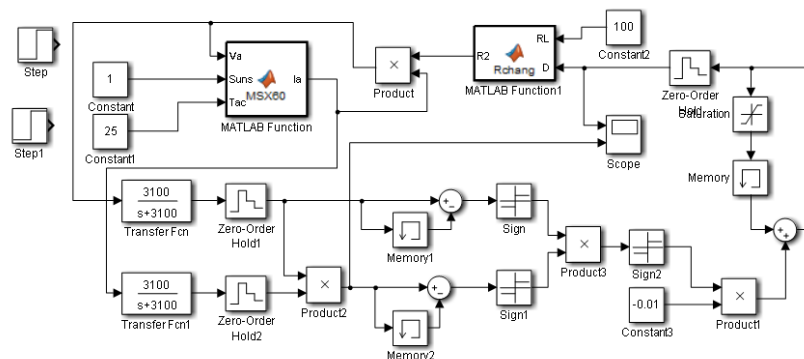 Step
Step1
1
Constant
25
Constant1
Va
Suns
Tac
MSX60
Ia
MATLAB Function
×
Product
R2
RL
D
Rchang
MATLAB Function1
100
Constant2
Zero-Order
Hold
Saturation
Memory
Scope
3100
s+3100
Transfer Fcn
Zero-Order
Hold1
+
−
Memory1
Sign
×
Product3
Sign2
+
+
3100
s+3100
Transfer Fcn1
Zero-Order
Hold2
×
Product2
+
−
Memory2
Sign1
-0.01
Constant3
×
Product1